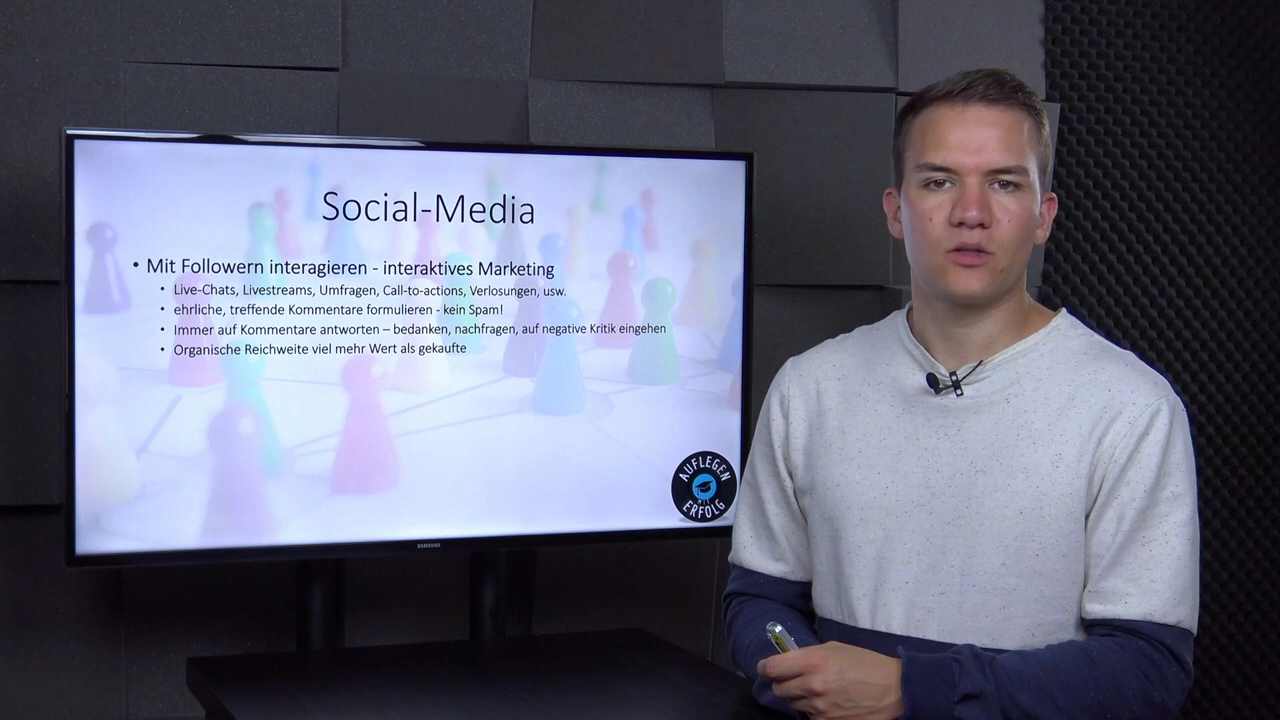 Social-Media
• Mit Followern interagieren - interaktives Marketing
• Live-Chats, Livestreams, Umfragen, Call-to-actions, Verlosungen, usw.
• ehrliche, treffende Kommentare formulieren - kein Spam!
• Immer auf Kommentare antworten – bedanken, nachfragen, auf negative Kritik eingehen
• Organische Reichweite viel mehr Wert als gekaufte
AUFLEGEN
mit
ERFOLG
SAMSUNG